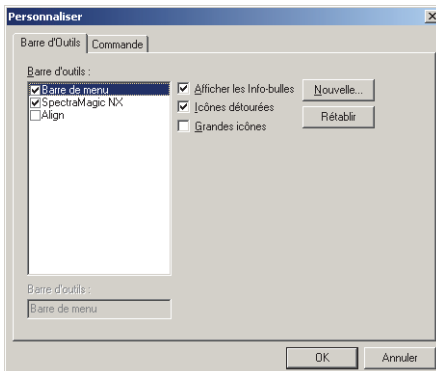 Personnaliser
Barre d'Outils
Commande
Barre d'outils :
Barre de menu
SpectraMagic NX
Align
Afficher les Info-bulles
Icônes détourées
Grandes icônes
Nouvelle...
Rétablir
Barre d'outils :
Barre de menu
OK
Annuler